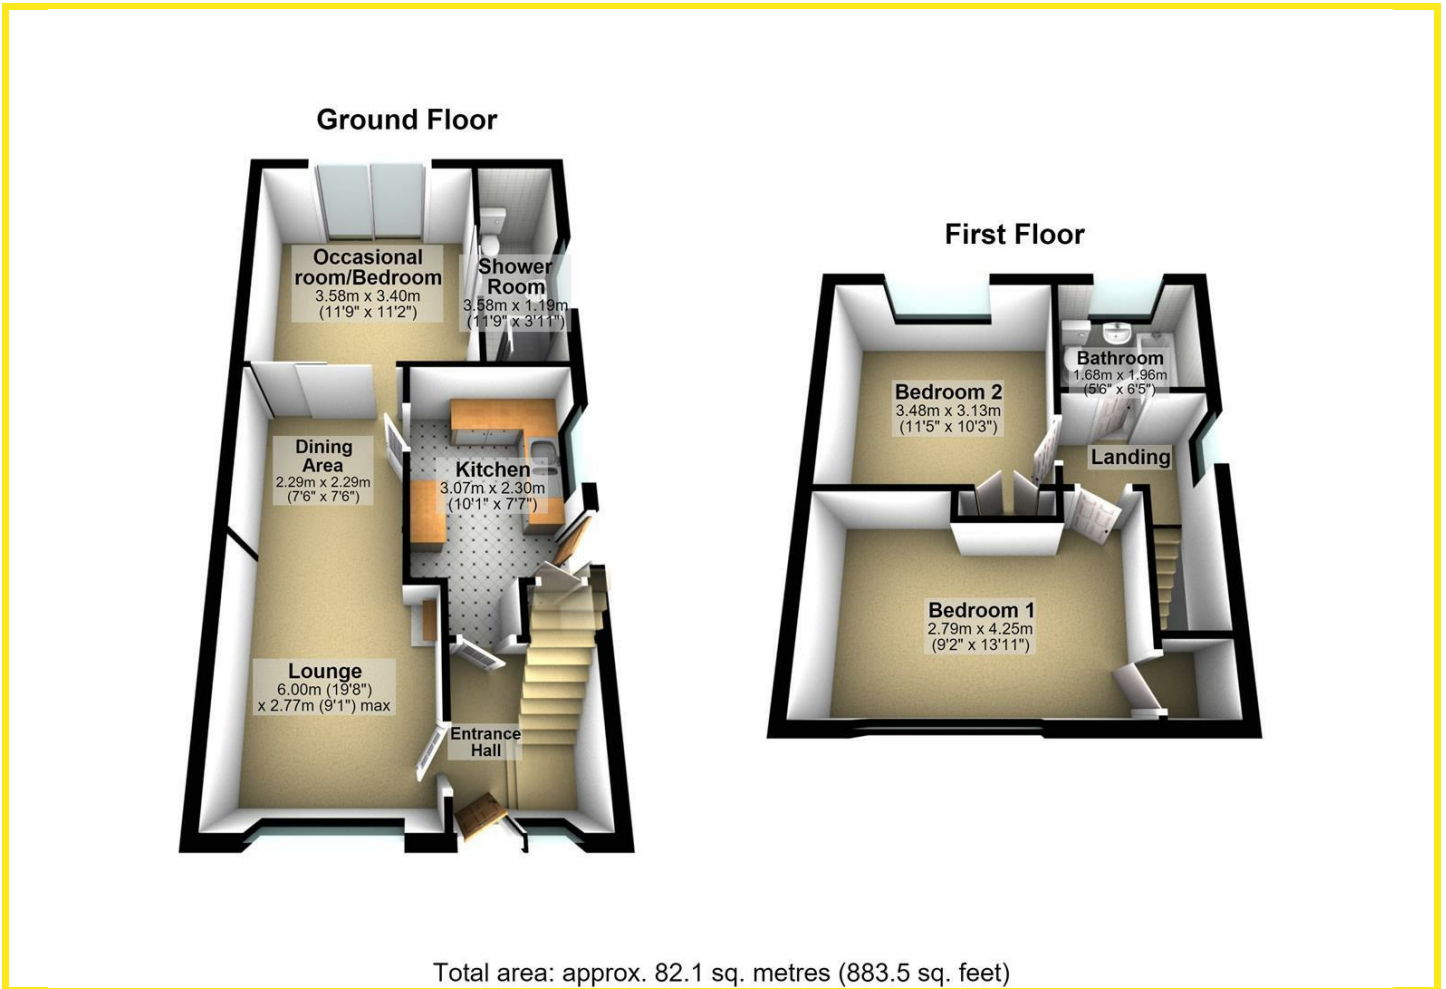 Ground Floor
Occasional
room/Bedroom
3.58m x 3.40m
(11'9" x 11'2")
Shower
Room
3.58m x 1.19m
(11'9" x 3'11")
Dining
Area
2.29m x 2.29m
(7'6" x 7'6")
Kitchen
3.07m x 2.30m
(10'1" x 7'7")
Lounge
6.00m (19'8")
x 2.77m (9'1") max
Entrance
Hall
First Floor
Bedroom 2
3.48m x 3.13m
(11'5" x 10'3")
Bathroom
1.68m x 1.96m
(5'6" x 6'5")
Landing
Bedroom 1
2.79m x 4.25m
(9'2" x 13'11")
Total area: approx. 82.1 sq. metres (883.5 sq. feet)